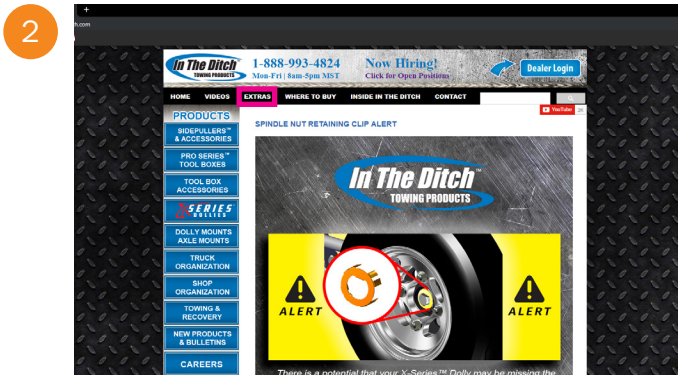 2
+
h.com
In The Ditch
TOWING PRODUCTS
1-888-993-4824
Mon-Fri | 8am-5pm MST
Now Hiring!
Click for Open Positions
Dealer Login
HOME VIDEOS EXTRAS WHERE TO BUY INSIDE IN THE DITCH CONTACT
YouTube
PRODUCTS
SIDEPULLERS™
& ACCESSORIES
PRO SERIES™
TOOL BOXES
TOOL BOX
ACCESSORIES
X SERIES
DOLLIES
DOLLY MOUNTS
AXLE MOUNTS
TRUCK
ORGANIZATION
SHOP
ORGANIZATION
TOWING &
RECOVERY
NEW PRODUCTS
& BULLETINS
CAREERS
SPINDLE NUT RETAINING CLIP ALERT
In The Ditch™
TOWING PRODUCTS
ALERT
ALERT
There is a potential that your X-Series™ Dolly may be missing the